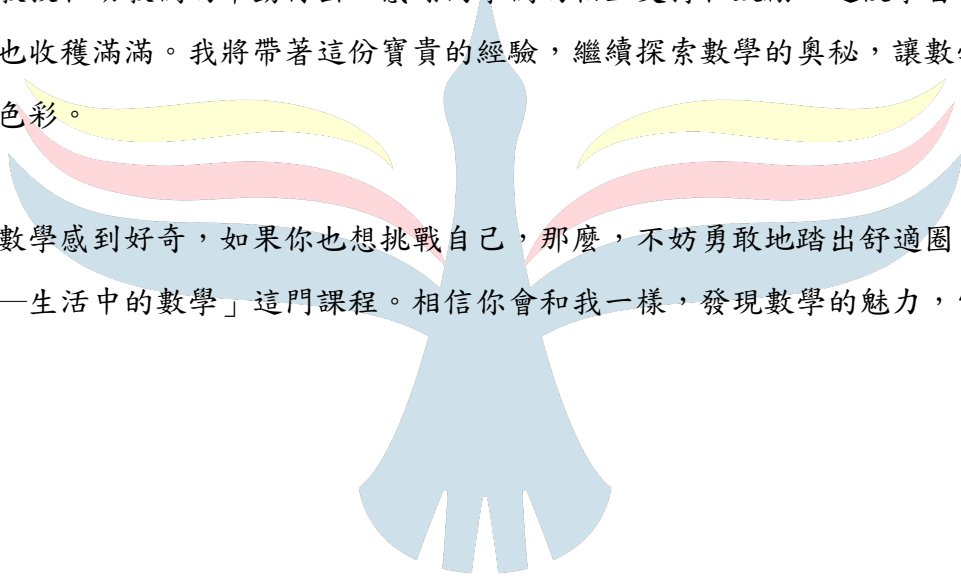 也收穫滿滿。我將帶著這份寶貴的經驗，繼續探索數學的奧秘，讓數
色彩。
數學感到好奇，如果你也想挑戰自己，那麼，不妨勇敢地踏出舒適圈
—生活中的數學」這門課程。相信你會和我一樣，發現數學的魅力，